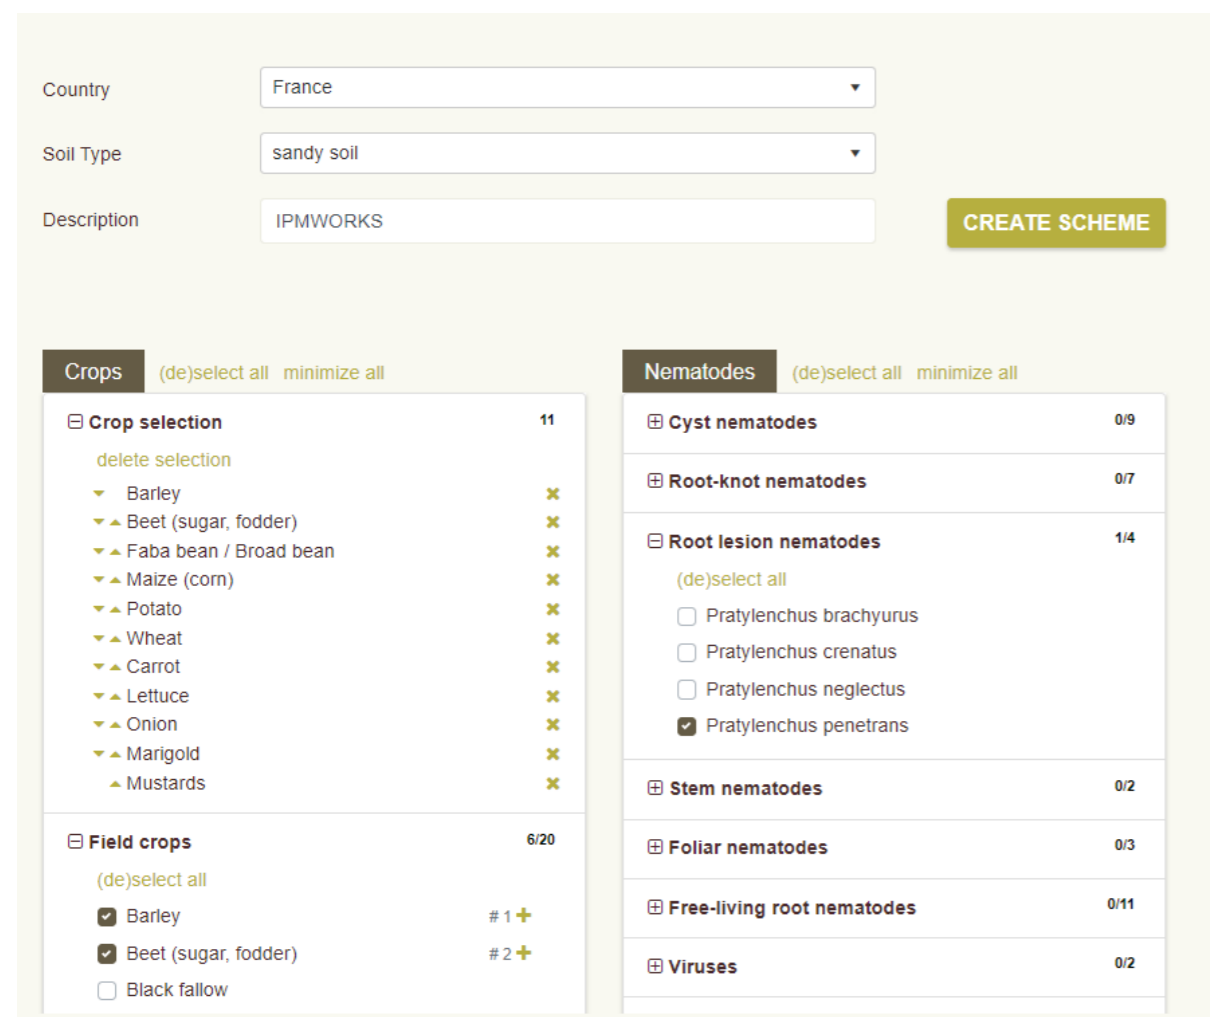 Country
France
Soil Type
sandy soil
Description
IPMWORKS
CREATE SCHEME
Crops (de)select all minimize all
Crop selection 11
delete selection
Barley
Beet (sugar, fodder)
Faba bean / Broad bean
Maize (corn)
Potato
Wheat
Carrot
Lettuce
Onion
Marigold
Mustards
Field crops 6/20
(de)select all
Barley # 1
Beet (sugar, fodder) # 2
Black fallow
Nematodes (de)select all minimize all
Cyst nematodes 0/9
Root-knot nematodes 0/7
Root lesion nematodes 1/4
(de)select all
Pratylenchus brachyurus
Pratylenchus crenatus
Pratylenchus neglectus
Pratylenchus penetrans
Stem nematodes 0/2
Foliar nematodes 0/3
Free-living root nematodes 0/11
Viruses 0/2